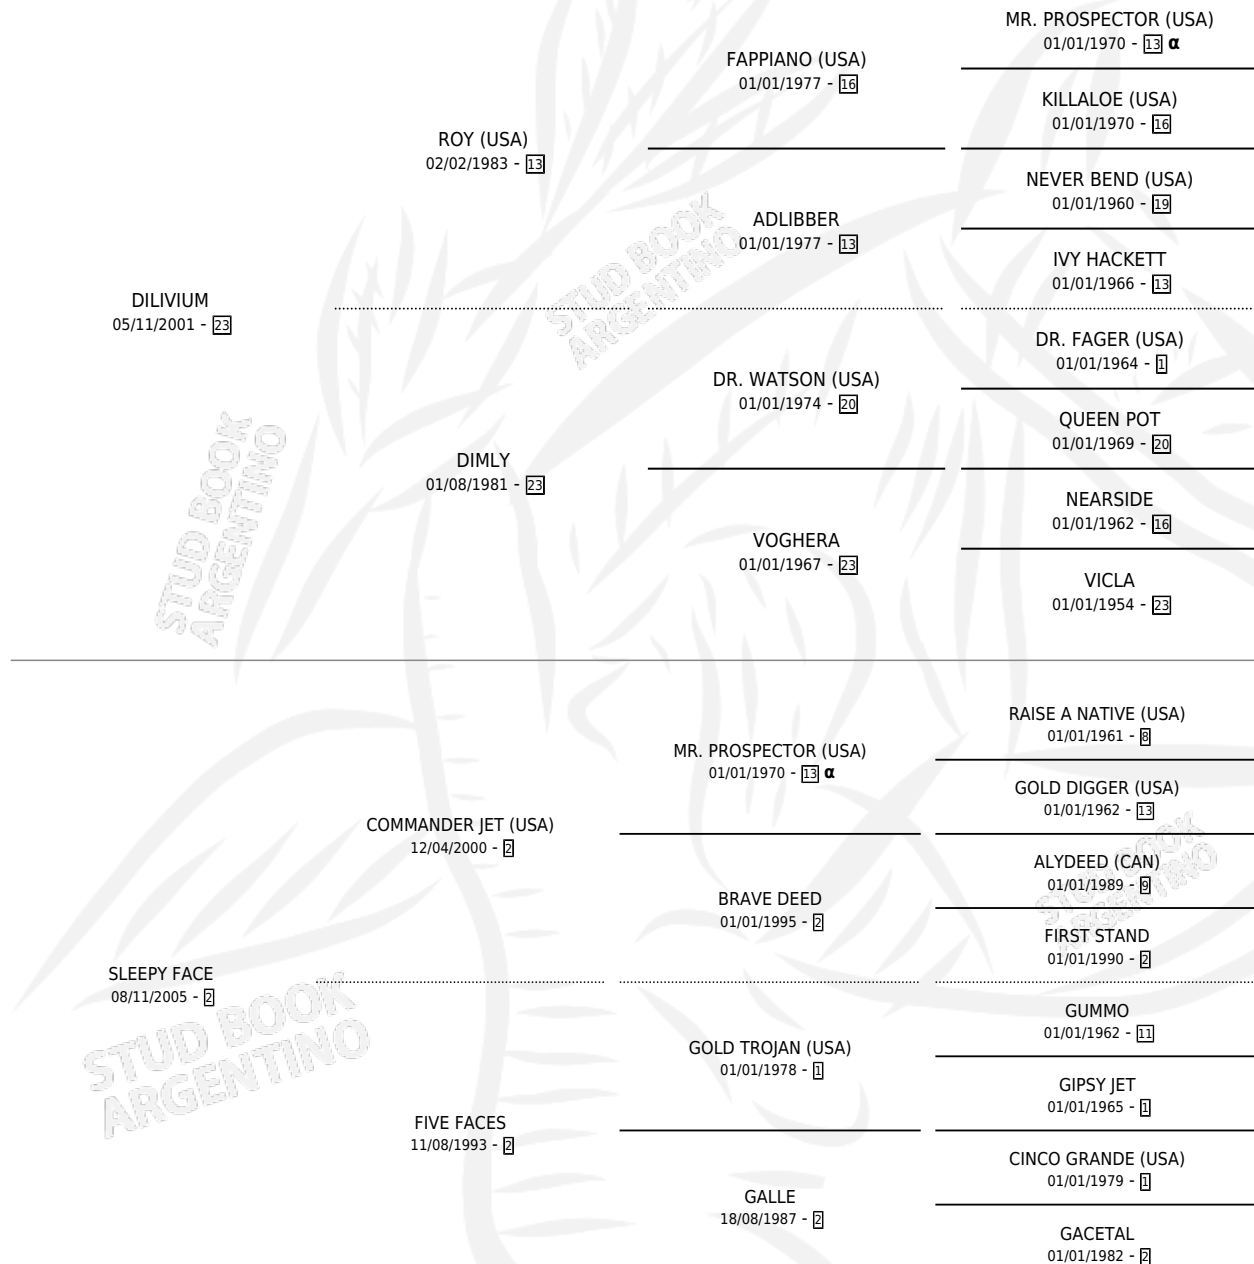 MR. PROSPECTOR (USA)
01/01/1970 - 13 α
FAPPIANO (USA)
01/01/1977 - 16
KILLALOE (USA)
01/01/1970 - 16
ROY (USA)
02/02/1983 - 13
NEVER BEND (USA)
01/01/1960 - 19
ADLIBBER
01/01/1977 - 13
IVY HACKETT
01/01/1966 - 13
DILIVIUM
05/11/2001 - 23
DR. FAGER (USA)
01/01/1964 - 1
DR. WATSON (USA)
01/01/1974 - 20
QUEEN POT
01/01/1969 - 20
DIMLY
01/08/1981 - 23
NEARSIDE
01/01/1962 - 16
VOGHERA
01/01/1967 - 23
VICLA
01/01/1954 - 23
RAISE A NATIVE (USA)
01/01/1961 - 8
MR. PROSPECTOR (USA)
01/01/1970 - 13 α
GOLD DIGGER (USA)
01/01/1962 - 13
COMMANDER JET (USA)
12/04/2000 - 2
ALYDEED (CAN)
01/01/1989 - 9
BRAVE DEED
01/01/1995 - 2
FIRST STAND
01/01/1990 - 2
SLEEPY FACE
08/11/2005 - 2
GUMMO
01/01/1962 - 11
GOLD TROJAN (USA)
01/01/1978 - 1
GIPSY JET
01/01/1965 - 1
FIVE FACES
11/08/1993 - 2
CINCO GRANDE (USA)
01/01/1979 - 1
GALLE
18/08/1987 - 2
GACETAL
01/01/1982 - 2
STUD BOOK
ARGENTINO
STUD BOOK
ARGENTINO
STUD BOOK
ARGENTINO
STUD BOOK
ARGENTINO